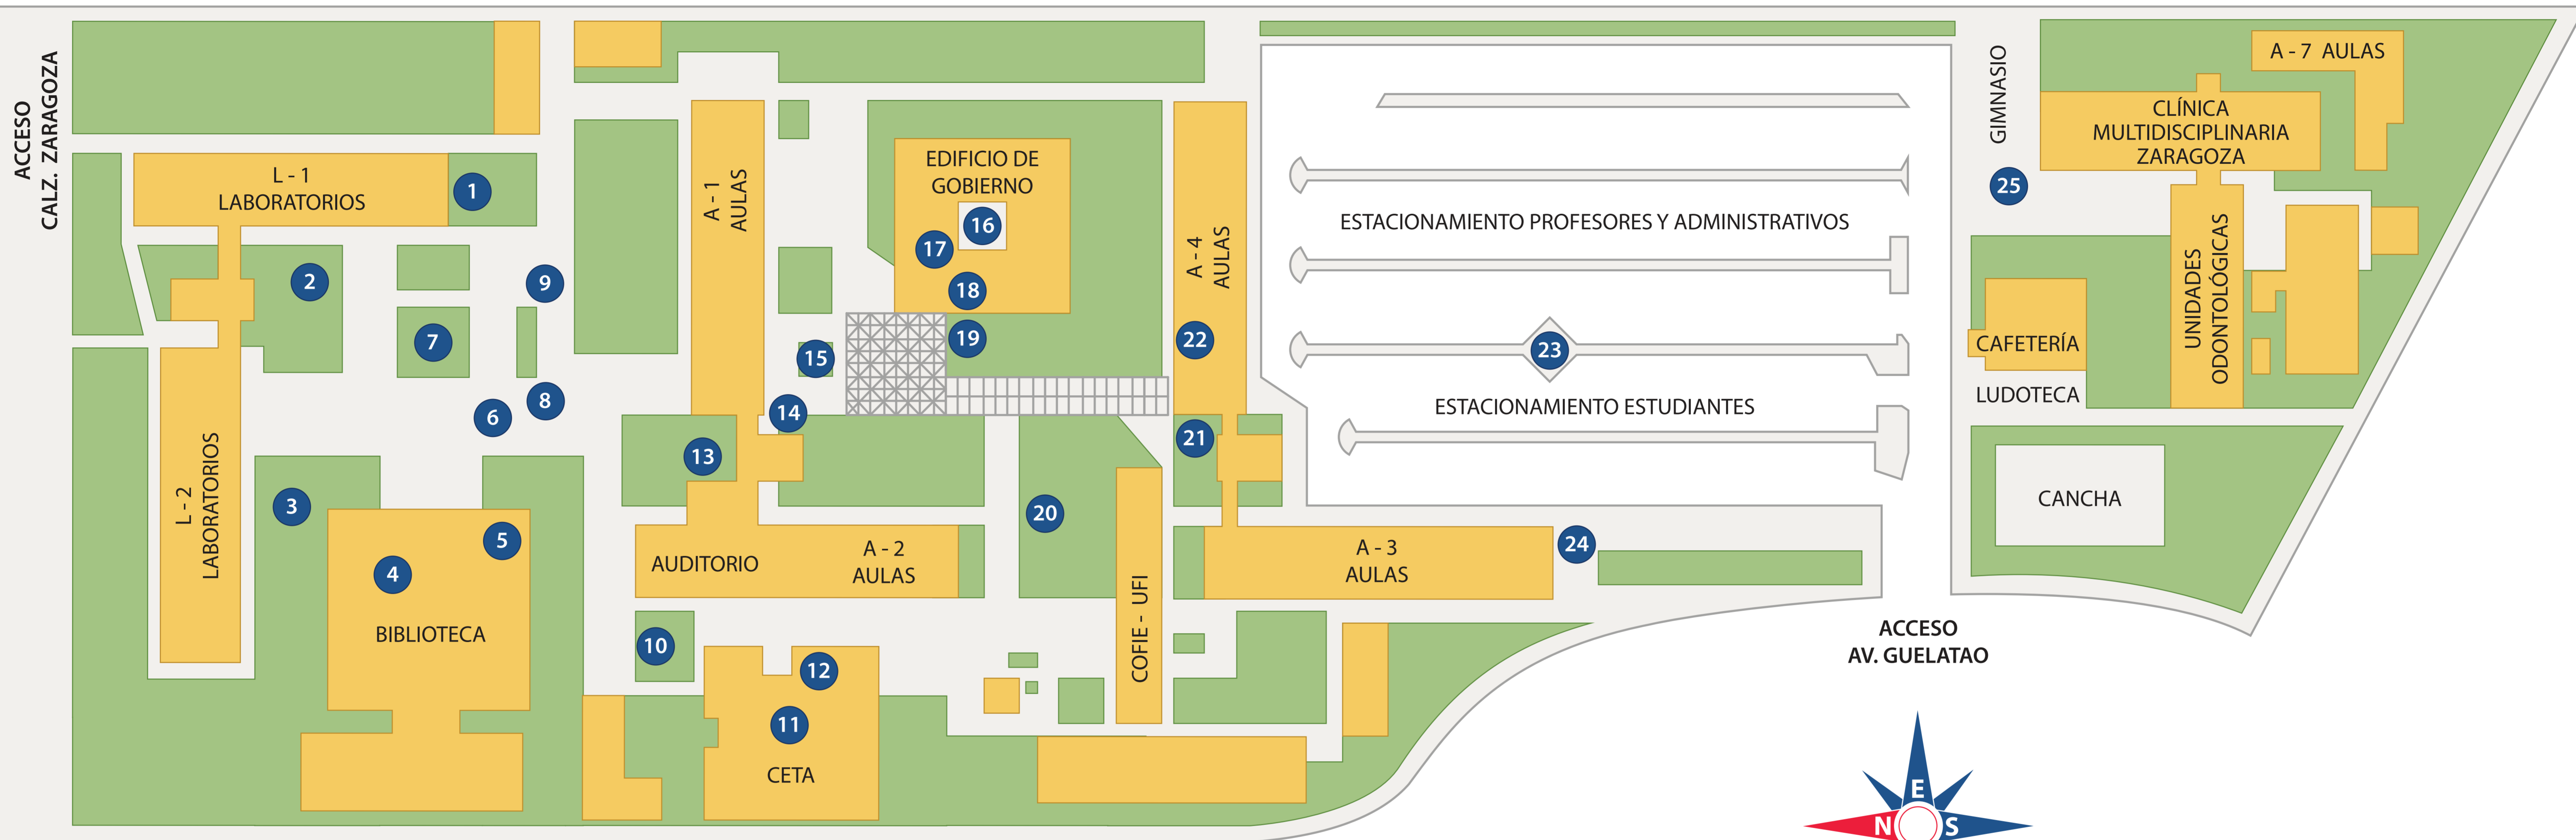 ACCESO
CALZ. ZARAGOZA
L - 1
LABORATORIOS
1
2
L - 2
LABORATORIOS
3
4
5
BIBLIOTECA
6
7
8
9
A - 1
AULAS
10
11
12
CETA
13
14
15
AUDITORIO
A - 2
AULAS
EDIFICIO DE
GOBIERNO
16
17
18
19
20
COFIE - UFI
A - 4
AULAS
21
22
A - 3
AULAS
ESTACIONAMIENTO PROFESORES Y ADMINISTRATIVOS
23
ESTACIONAMIENTO ESTUDIANTES
24
GIMNASIO
25
A - 7 AULAS
CLÍNICA
MULTIDISCIPLINARIA
ZARAGOZA
UNIDADES
ODONTOLÓGICAS
CAFETERÍA
LUDOTECA
CANCHA
ACCESO
AV. GUELATAO
E
N
S